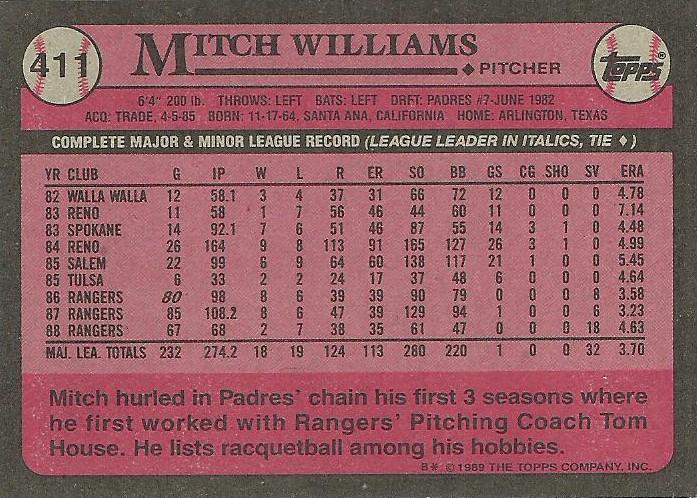 411
MITCH WILLIAMS
◆ PITCHER
TOPPS®
6'4" 200 lb. THROWS: LEFT BATS: LEFT DRFT: PADRES #7-JUNE 1982
ACQ: TRADE, 4-5-85 BORN: 11-17-64, SANTA ANA, CALIFORNIA HOME: ARLINGTON, TEXAS
COMPLETE MAJOR & MINOR LEAGUE RECORD (LEAGUE LEADER IN ITALICS, TIE ♦)
YR CLUB G IP W L R ER SO BB GS CG SHO SV ERA
82 WALLA WALLA 12 58.1 3 4 37 31 66 72 12 0 0 0 4.78
83 RENO 11 58 1 7 56 46 44 60 11 0 0 0 7.14
83 SPOKANE 14 92.1 7 6 51 46 87 55 14 3 1 0 4.48
84 RENO 26 164 9 8 113 91 165 127 26 3 1 0 4.99
85 SALEM 22 99 6 9 64 60 138 117 21 1 0 0 5.45
85 TULSA 6 33 2 2 24 17 37 48 6 0 0 0 4.64
86 RANGERS 80 98 8 6 39 39 90 79 0 0 0 8 3.58
87 RANGERS 85 108.2 8 6 47 39 129 94 1 0 0 6 3.23
88 RANGERS 67 68 2 7 38 35 61 47 0 0 0 18 4.63
MAJ. LEA. TOTALS 232 274.2 18 19 124 113 280 220 1 0 0 32 3.70
Mitch hurled in Padres' chain his first 3 seasons where
he first worked with Rangers' Pitching Coach Tom
House. He lists racquetball among his hobbies.
B* © 1989 THE TOPPS COMPANY, INC.